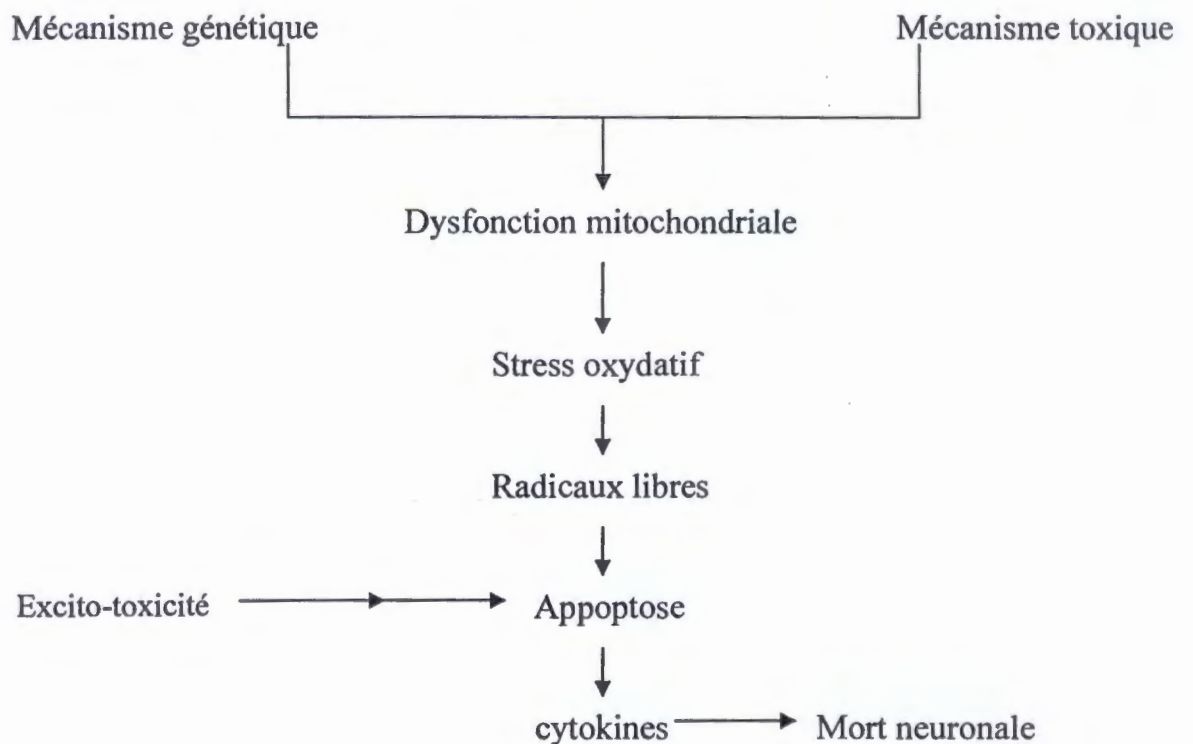 Mécanisme génétique Mécanisme toxique
Dysfonction mitochondriale
Stress oxydatif
Radicaux libres
Excito-toxicité Appoptose
cytokines Mort neuronale